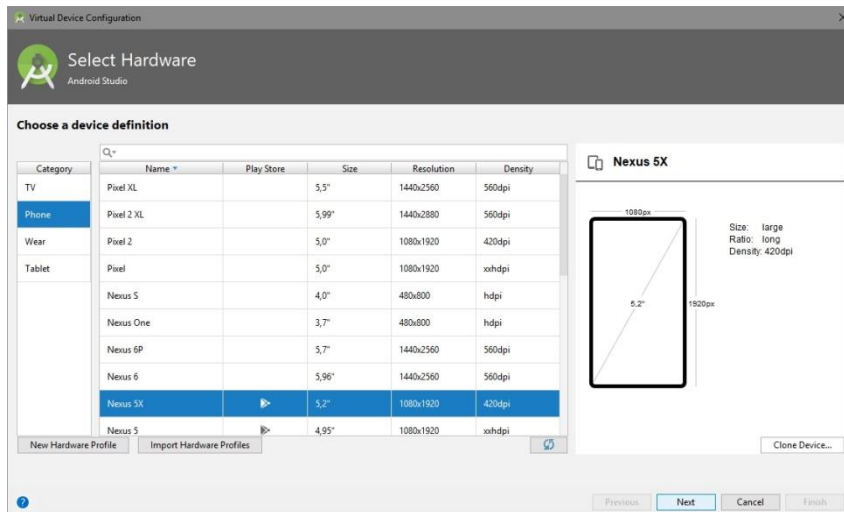 Virtual Device Configuration
Select Hardware
Android Studio
Choose a device definition
Category
TV
Phone
Wear
Tablet
Name Play Store Size Resolution Density
Pixel XL 5,5" 1440x2560 560dpi
Pixel 2 XL 5,99" 1440x2880 560dpi
Pixel 2 5,0" 1080x1920 420dpi
Pixel 5,0" 1080x1920 xxhdpi
Nexus S 4,0" 480x800 hdpi
Nexus One 3,7" 480x800 hdpi
Nexus 6P 5,7" 1440x2560 560dpi
Nexus 6 5,96" 1440x2560 560dpi
Nexus 5X 5,2" 1080x1920 420dpi
Nexus 5 4,95" 1080x1920 xxhdpi
New Hardware Profile Import Hardware Profiles
Nexus 5X
1080px
5,2"
1920px
Size: large
Ratio: long
Density: 420dpi
Clone Device...
? Previous Next Cancel Finish